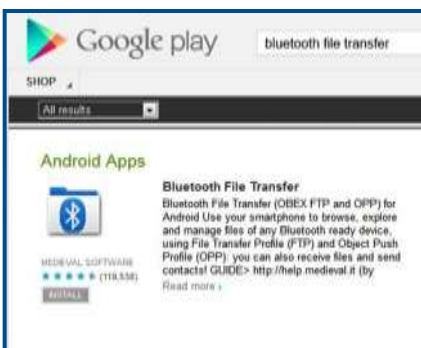 Google play
bluetooth file transfer
SHOP
All results
Android Apps
Bluetooth File Transfer
Bluetooth File Transfer (OBEX FTP and OPP) for
Android Use your smartphone to browse, explore
and manage files of any Bluetooth ready device,
using File Transfer Profile (FTP) and Object Push
Profile (OPP). you can also receive files and send
contacts! GUIDE> http://help.medieval.it (by
Read more ›
MEDIEVAL SOFTWARE
(118,558)
INSTALL